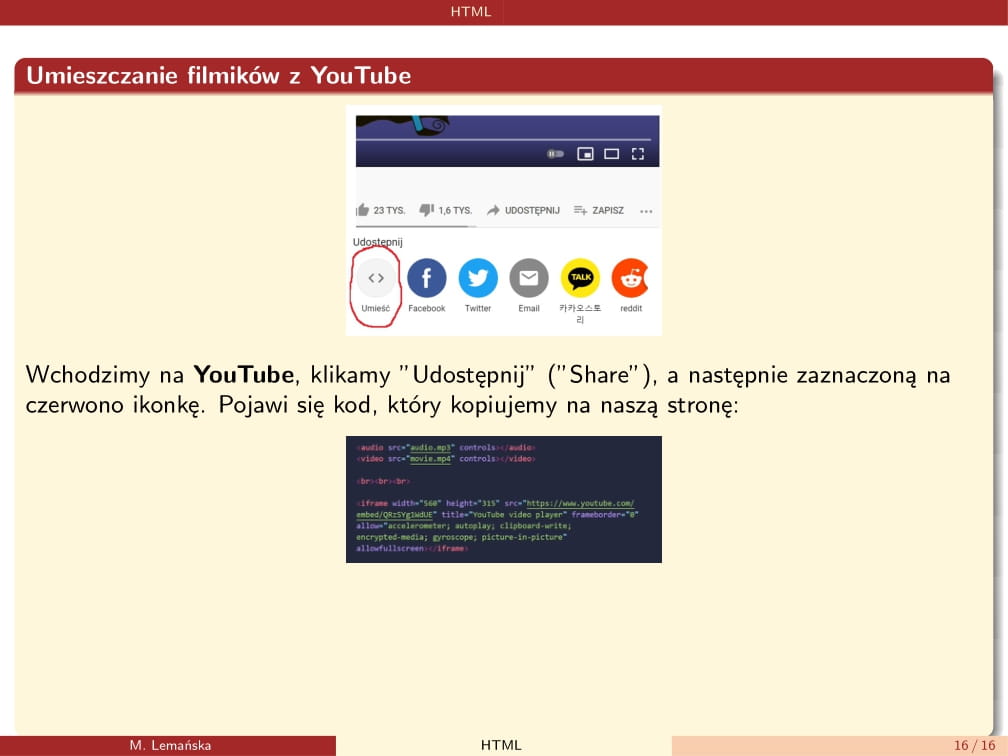 HTML
Umieszczanie filmików z YouTube
23 TYS. 1,6 TYS. UDOSTĘPNIJ ZAPISZ
Udostępnij
TALK
Umieść Facebook Twitter Email 카카오스토리 reddit
Wchodzimy na YouTube, klikamy ”Udostępnij” (”Share”), a następnie zaznaczoną na
czerwono ikonkę. Pojawi się kod, który kopiujemy na naszą stronę:
<audio src="audio.mp3" controls></audio>
<video src="movie.mp4" controls></video>
<br><br><br>
<iframe width="560" height="315" src="https://www.youtube.com/
embed/QRzSYg1WdUE" title="YouTube video player" frameborder="0"
allow="accelerometer; autoplay; clipboard-write;
encrypted-media; gyroscope; picture-in-picture"
allowfullscreen></iframe>
M. Lemańska HTML 16 / 16